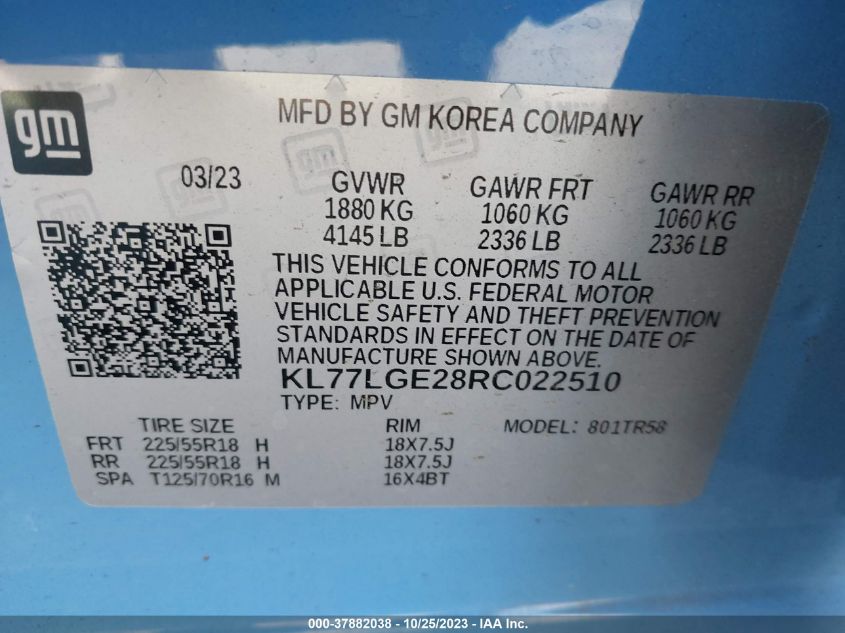 gm
MFD BY GM KOREA COMPANY
03/23
GVWR GAWR FRT GAWR RR
1880 KG 1060 KG 1060 KG
4145 LB 2336 LB 2336 LB
THIS VEHICLE CONFORMS TO ALL
APPLICABLE U.S. FEDERAL MOTOR
VEHICLE SAFETY AND THEFT PREVENTION
STANDARDS IN EFFECT ON THE DATE OF
MANUFACTURE SHOWN ABOVE.
KL77LGE28RC022510
TYPE: MPV
TIRE SIZE RIM MODEL: 801TR58
FRT 225/55R18 H 18X7.5J
RR 225/55R18 H 18X7.5J
SPA T125/70R16 M 16X4BT
000-37882038 - 10/25/2023 - IAA Inc.